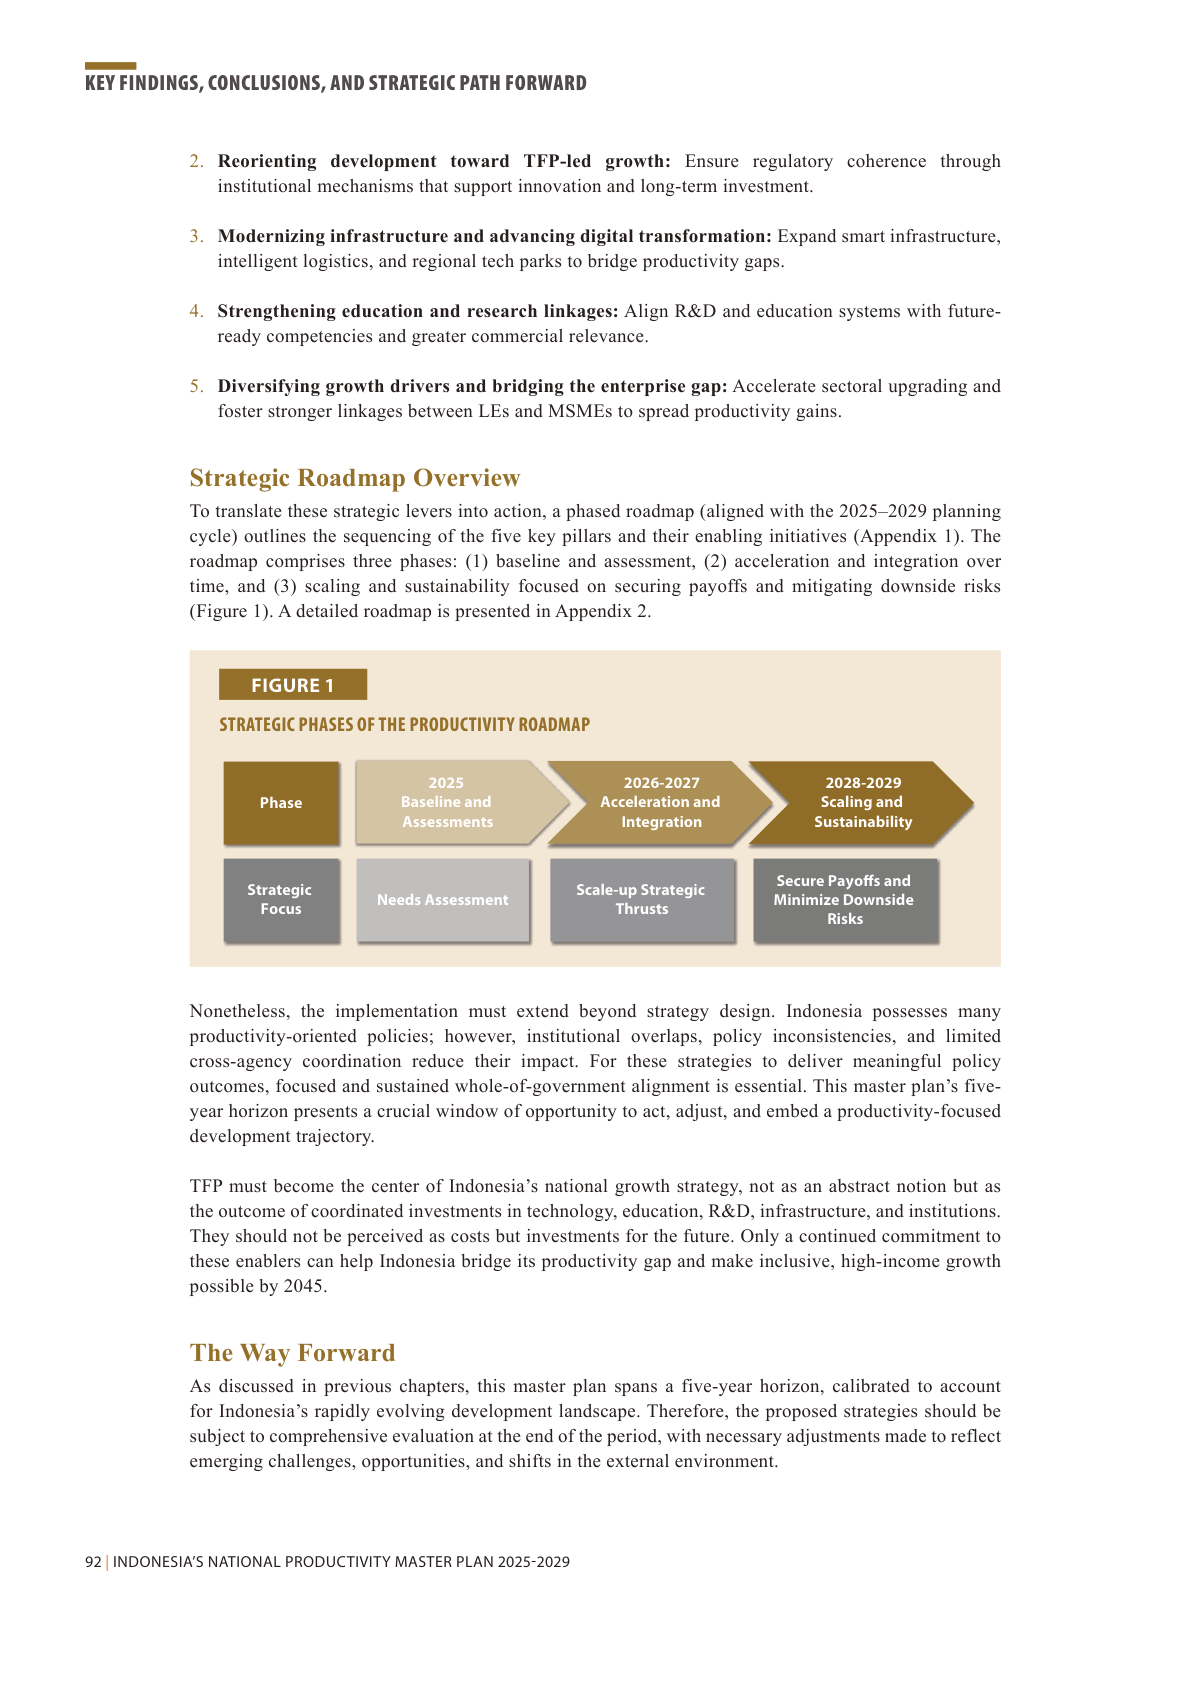 KEY FINDINGS, CONCLUSIONS, AND STRATEGIC PATH FORWARD
2. Reorienting development toward TFP-led growth: Ensure regulatory coherence through
institutional mechanisms that support innovation and long-term investment.
3. Modernizing infrastructure and advancing digital transformation: Expand smart infrastructure,
intelligent logistics, and regional tech parks to bridge productivity gaps.
4. Strengthening education and research linkages: Align R&D and education systems with future-
ready competencies and greater commercial relevance.
5. Diversifying growth drivers and bridging the enterprise gap: Accelerate sectoral upgrading and
foster stronger linkages between LEs and MSMEs to spread productivity gains.
Strategic Roadmap Overview
To translate these strategic levers into action, a phased roadmap (aligned with the 2025–2029 planning
cycle) outlines the sequencing of the five key pillars and their enabling initiatives (Appendix 1). The
roadmap comprises three phases: (1) baseline and assessment, (2) acceleration and integration over
time, and (3) scaling and sustainability focused on securing payoffs and mitigating downside risks
(Figure 1). A detailed roadmap is presented in Appendix 2.
FIGURE 1
STRATEGIC PHASES OF THE PRODUCTIVITY ROADMAP
Phase
2025
Baseline and
Assessments
2026-2027
Acceleration and
Integration
2028-2029
Scaling and
Sustainability
Strategic
Focus
Needs Assessment
Scale-up Strategic
Thrusts
Secure Payoffs and
Minimize Downside
Risks
Nonetheless, the implementation must extend beyond strategy design. Indonesia possesses many
productivity-oriented policies; however, institutional overlaps, policy inconsistencies, and limited
cross-agency coordination reduce their impact. For these strategies to deliver meaningful policy
outcomes, focused and sustained whole-of-government alignment is essential. This master plan’s five-
year horizon presents a crucial window of opportunity to act, adjust, and embed a productivity-focused
development trajectory.
TFP must become the center of Indonesia’s national growth strategy, not as an abstract notion but as
the outcome of coordinated investments in technology, education, R&D, infrastructure, and institutions.
They should not be perceived as costs but investments for the future. Only a continued commitment to
these enablers can help Indonesia bridge its productivity gap and make inclusive, high-income growth
possible by 2045.
The Way Forward
As discussed in previous chapters, this master plan spans a five-year horizon, calibrated to account
for Indonesia’s rapidly evolving development landscape. Therefore, the proposed strategies should be
subject to comprehensive evaluation at the end of the period, with necessary adjustments made to reflect
emerging challenges, opportunities, and shifts in the external environment.
92 | INDONESIA’S NATIONAL PRODUCTIVITY MASTER PLAN 2025-2029